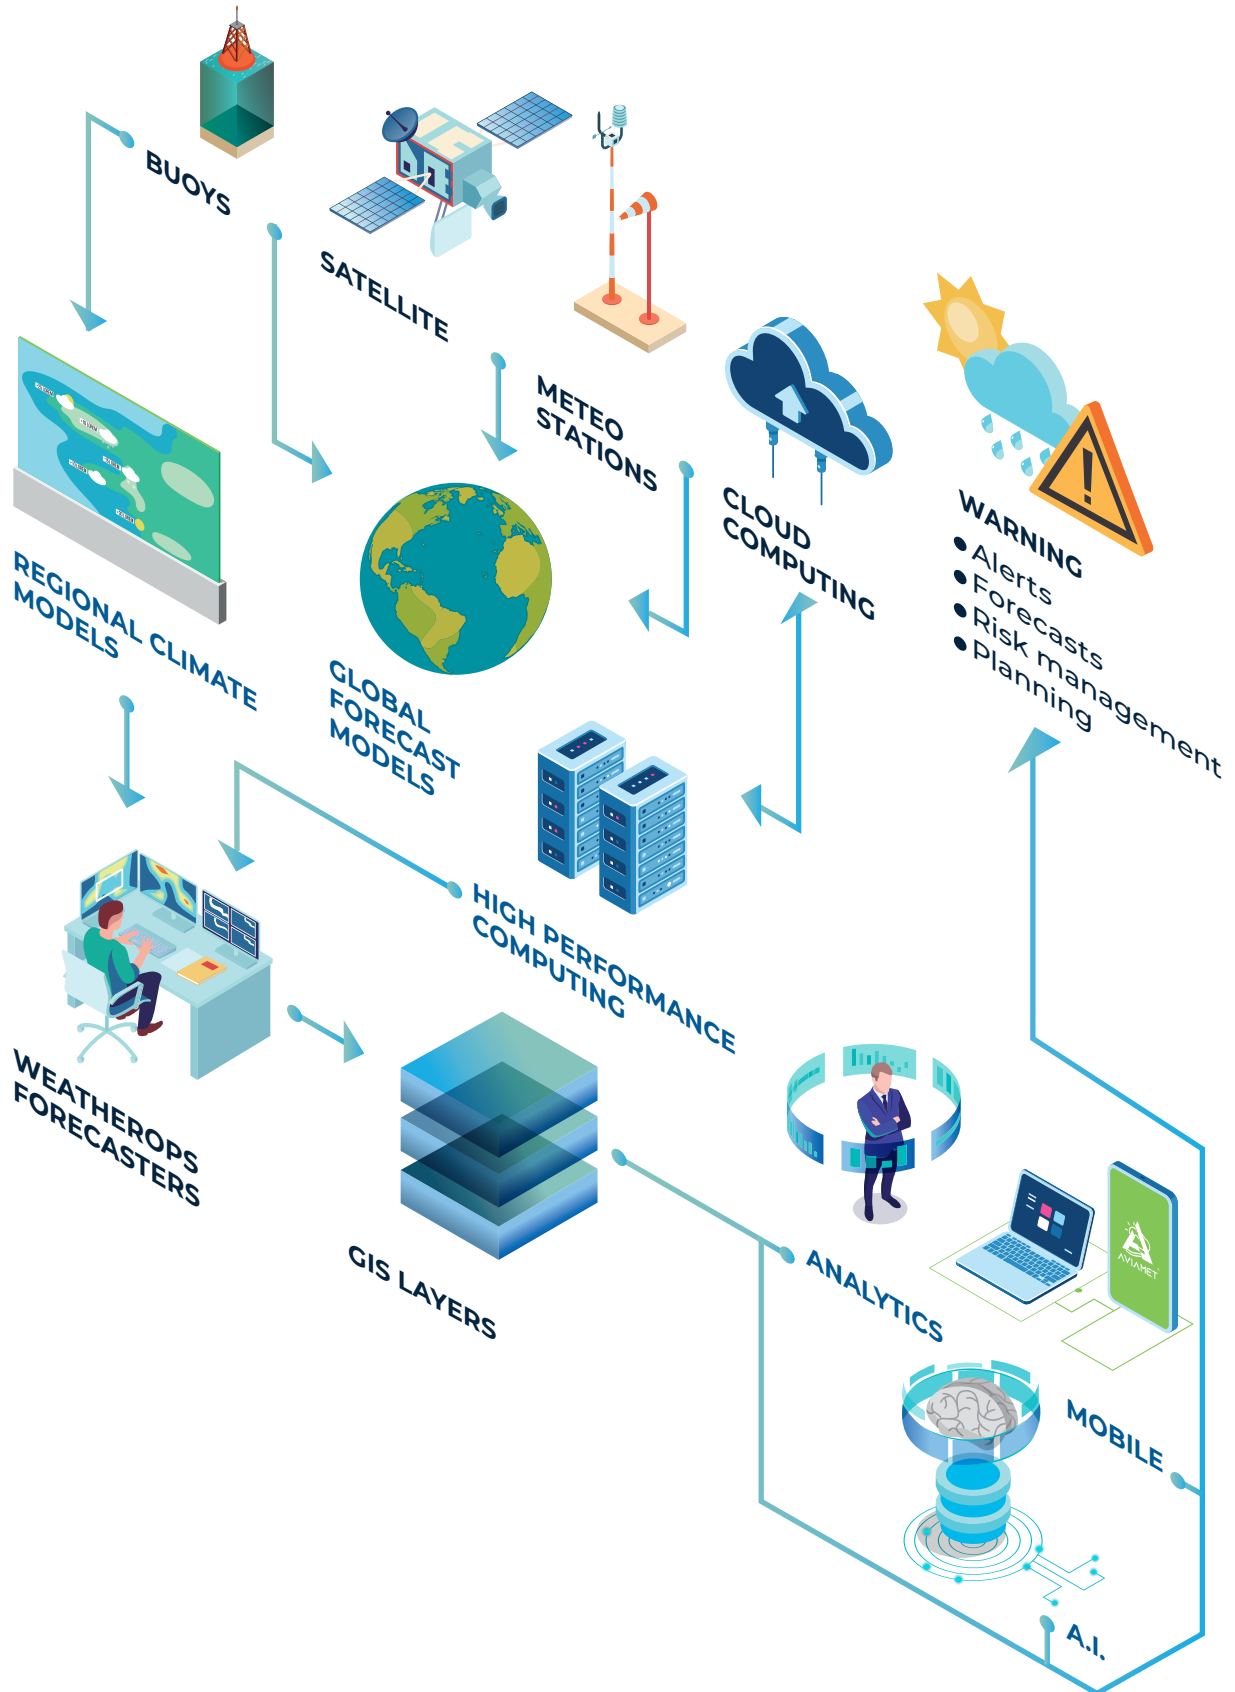 BUOYS
SATELLITE
METEO
STATIONS
CLOUD
COMPUTING
WARNING
● Alerts
● Forecasts
● Risk management
● Planning
REGIONAL CLIMATE
MODELS
GLOBAL
FORECAST
MODELS
HIGH PERFORMANCE
COMPUTING
WEATHEROPS
FORECASTERS
GIS LAYERS
ANALYTICS
AVIAMET
MOBILE
A.I.